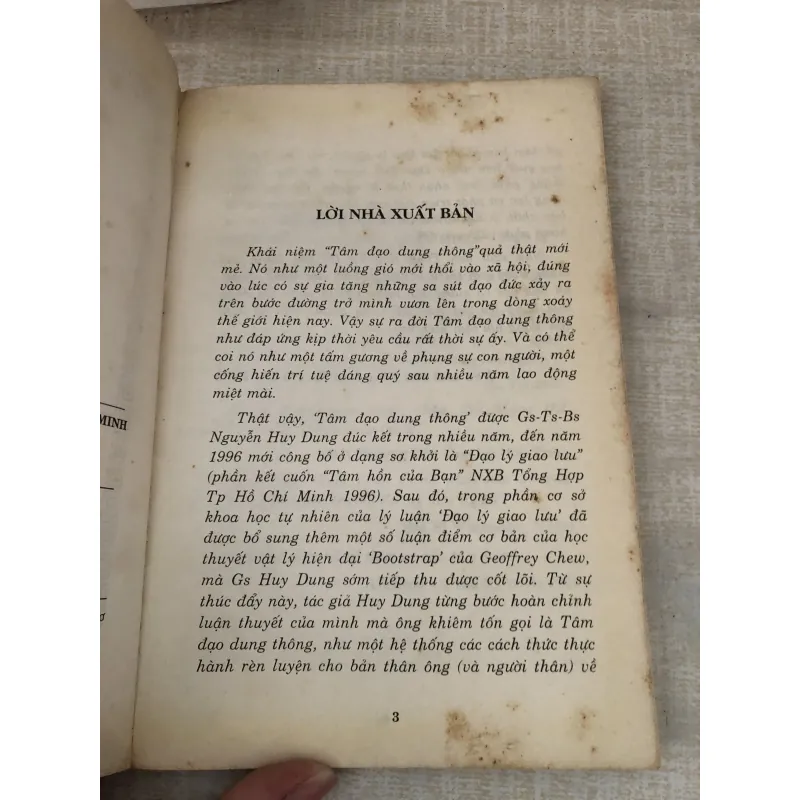 MINH
Ơ
LỜI NHÀ XUẤT BẢN
Khái niệm “Tâm đạo dung thông”quả thật mới
mẻ. Nó như một luồng gió mới thổi vào xã hội, đúng
vào lúc có sự gia tăng những sa sút đạo đức xảy ra
trên bước đường trở mình vươn lên trong dòng xoáy
thế giới hiện nay. Vậy sự ra đời Tâm đạo dung thông
như đáp ứng kịp thời yêu cầu rất thời sự ấy. Và có thể
coi nó như một tấm gương về phụng sự con người, một
cống hiến trí tuệ dáng quý sau nhiều năm lao động
miệt mài.
Thật vậy, ‘Tâm đạo dung thông’ được Gs-Ts-Bs
Nguyễn Huy Dung đúc kết trong nhiều năm, đến năm
1996 mới công bố ở dạng sơ khởi là “Đạo lý giao lưu”
(phần kết cuốn “Tâm hồn của Bạn” NXB Tổng Hợp
Tp Hồ Chí Minh 1996). Sau đó, trong phần cơ sở
khoa học tự nhiên của lý luận ‘Đạo lý giao lưu’ đã
được bổ sung thêm một số luận điểm cơ bản của học
thuyết vật lý hiện đại ‘Bootstrap’ của Geoffrey Chew,
mà Gs Huy Dung sớm tiếp thu được cốt lõi. Từ sự
thúc đẩy này, tác giả Huy Dung từng bước hoàn chỉnh
luận thuyết của mình mà ông khiêm tốn gọi là Tâm
đạo dung thông, như một hệ thống các cách thức thực
hành rèn luyện cho bản thân ông (và người thân) về
3